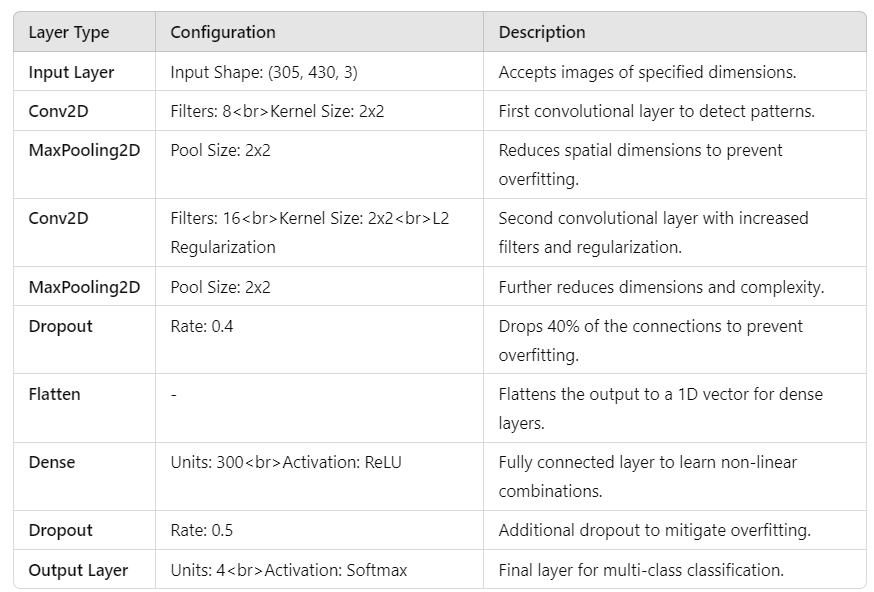 Layer Type Configuration Description
Input Layer Input Shape: (305, 430, 3) Accepts images of specified dimensions.
Conv2D Filters: 8<br>Kernel Size: 2x2 First convolutional layer to detect patterns.
MaxPooling2D Pool Size: 2x2 Reduces spatial dimensions to prevent
overfitting.
Conv2D Filters: 16<br>Kernel Size: 2x2<br>L2 Second convolutional layer with increased
Regularization filters and regularization.
MaxPooling2D Pool Size: 2x2 Further reduces dimensions and complexity.
Dropout Rate: 0.4 Drops 40% of the connections to prevent
overfitting.
Flatten - Flattens the output to a 1D vector for dense
layers.
Dense Units: 300<br>Activation: ReLU Fully connected layer to learn non-linear
combinations.
Dropout Rate: 0.5 Additional dropout to mitigate overfitting.
Output Layer Units: 4<br>Activation: Softmax Final layer for multi-class classification.